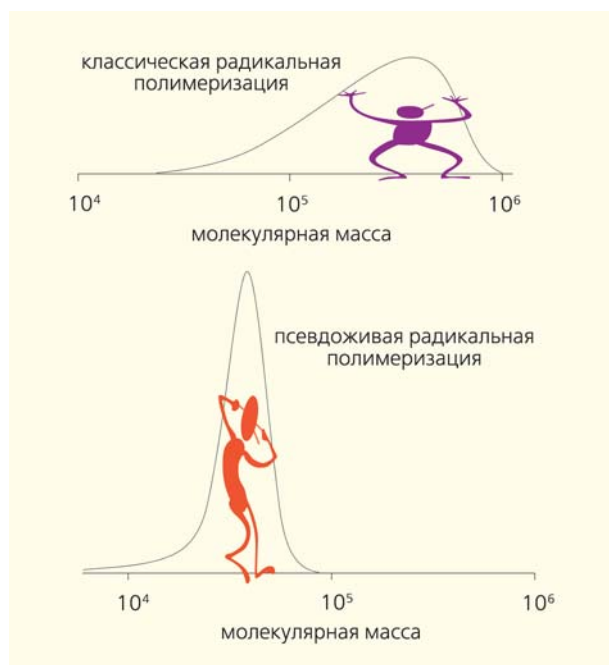 классическая радикальная
полимеризация
10⁴ 10⁵ 10⁶
молекулярная масса
псевдоживая радикальная
полимеризация
10⁴ 10⁵ 10⁶
молекулярная масса